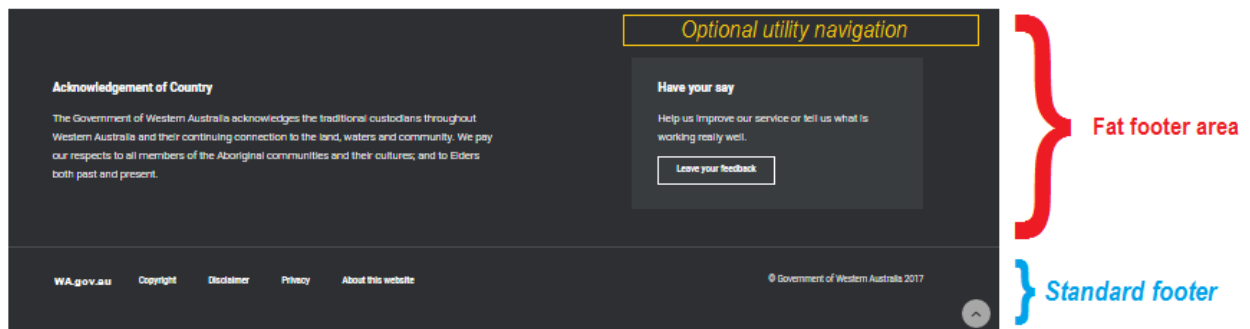 Optional utility navigation
Acknowledgement of Country
The Government of Western Australia acknowledges the traditional custodians throughout
Western Australia and their continuing connection to the land, waters and community. We pay
our respects to all members of the Aboriginal communities and their cultures; and to Elders
both past and present.
Have your say
Help us improve our service or tell us what is
working really well.
Leave your feedback
Fat footer area
WA.gov.au Copyright Disclaimer Privacy About this website
© Government of Western Australia 2017
Standard footer